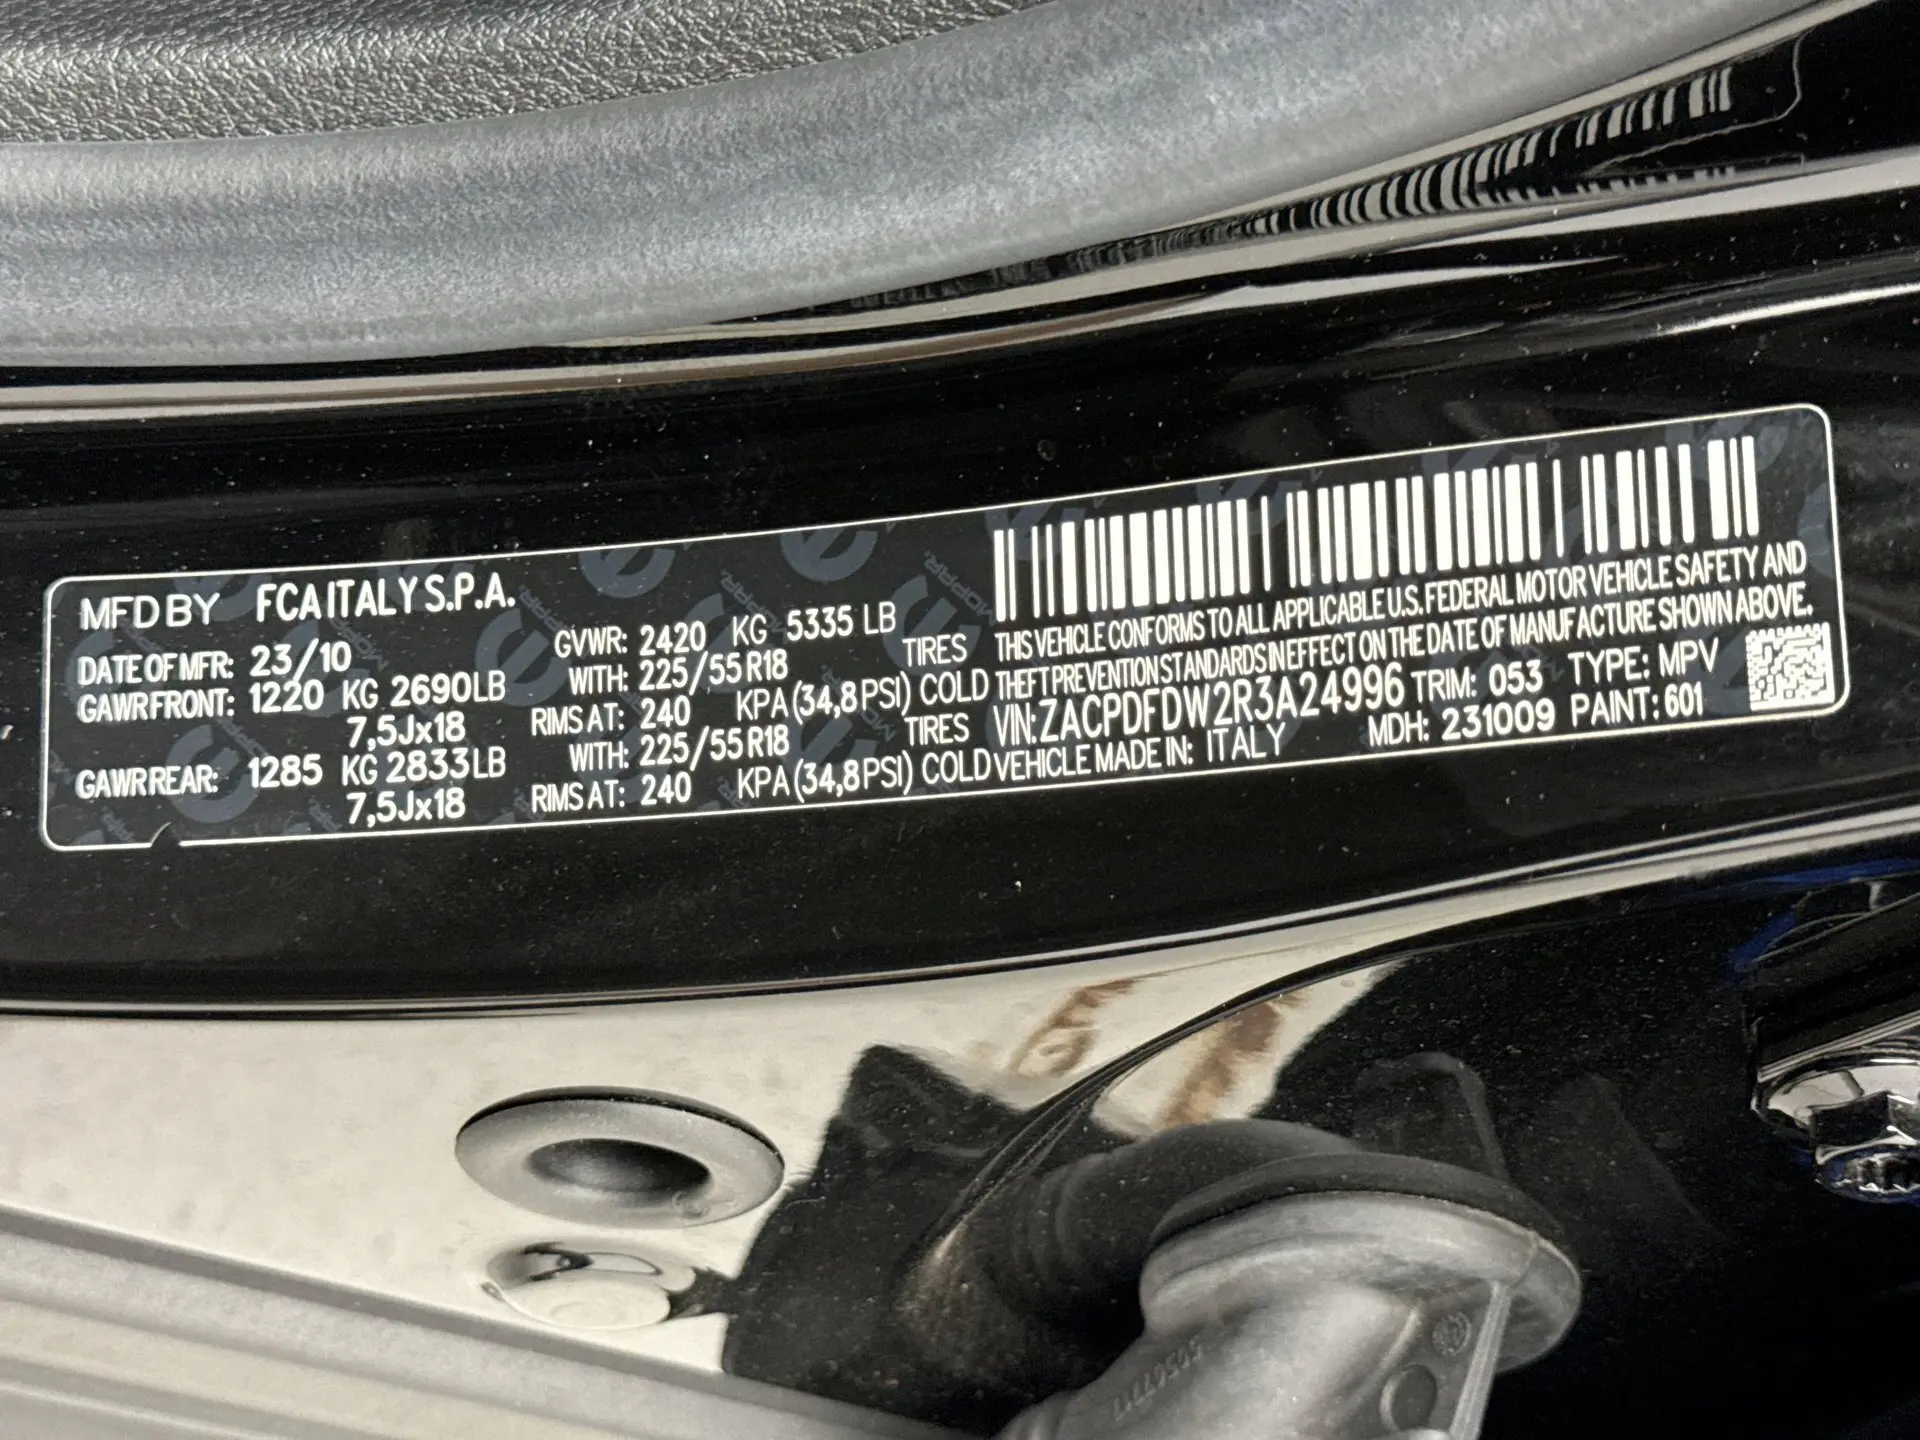 MFD BY FCA ITALY S.P.A.
DATE OF MFR: 23/10 GVWR: 2420 KG 5335 LB
GAWR FRONT: 1220 KG 2690LB WITH: 225/55 R18 TIRES
7,5Jx18 RIMS AT: 240 KPA (34,8 PSI) COLD
GAWR REAR: 1285 KG 2833 LB WITH: 225/55 R18 TIRES
7,5Jx18 RIMS AT: 240 KPA (34,8 PSI) COLD
THIS VEHICLE CONFORMS TO ALL APPLICABLE U.S. FEDERAL MOTOR VEHICLE SAFETY AND
THEFT PREVENTION STANDARDS IN EFFECT ON THE DATE OF MANUFACTURE SHOWN ABOVE.
VIN: ZACPDFDW2R3A24996 TRIM: 053 TYPE: MPV
VEHICLE MADE IN: ITALY MDH: 231009 PAINT: 601
MOPAR